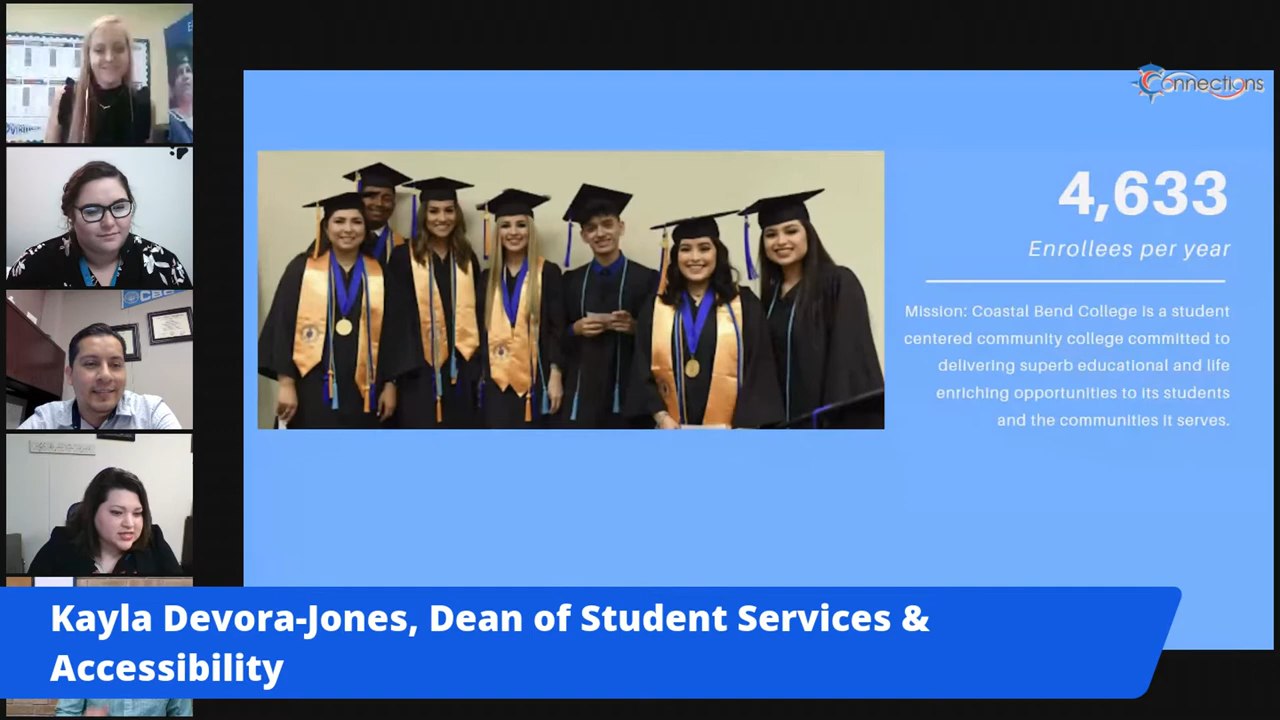 Connections
4,633
Enrollees per year
Mission: Coastal Bend College is a student
centered community college committed to
delivering superb educational and life
enriching opportunities to its students
and the communities it serves.
Kayla Devora-Jones, Dean of Student Services &
Accessibility